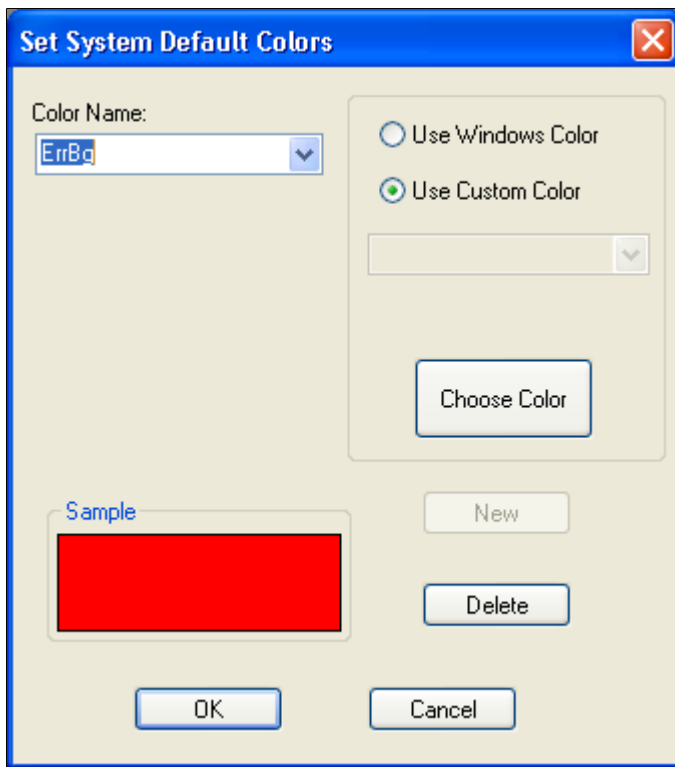 Set System Default Colors
Color Name:
ErrBg
Use Windows Color
Use Custom Color
Choose Color
Sample
New
Delete
OK
Cancel